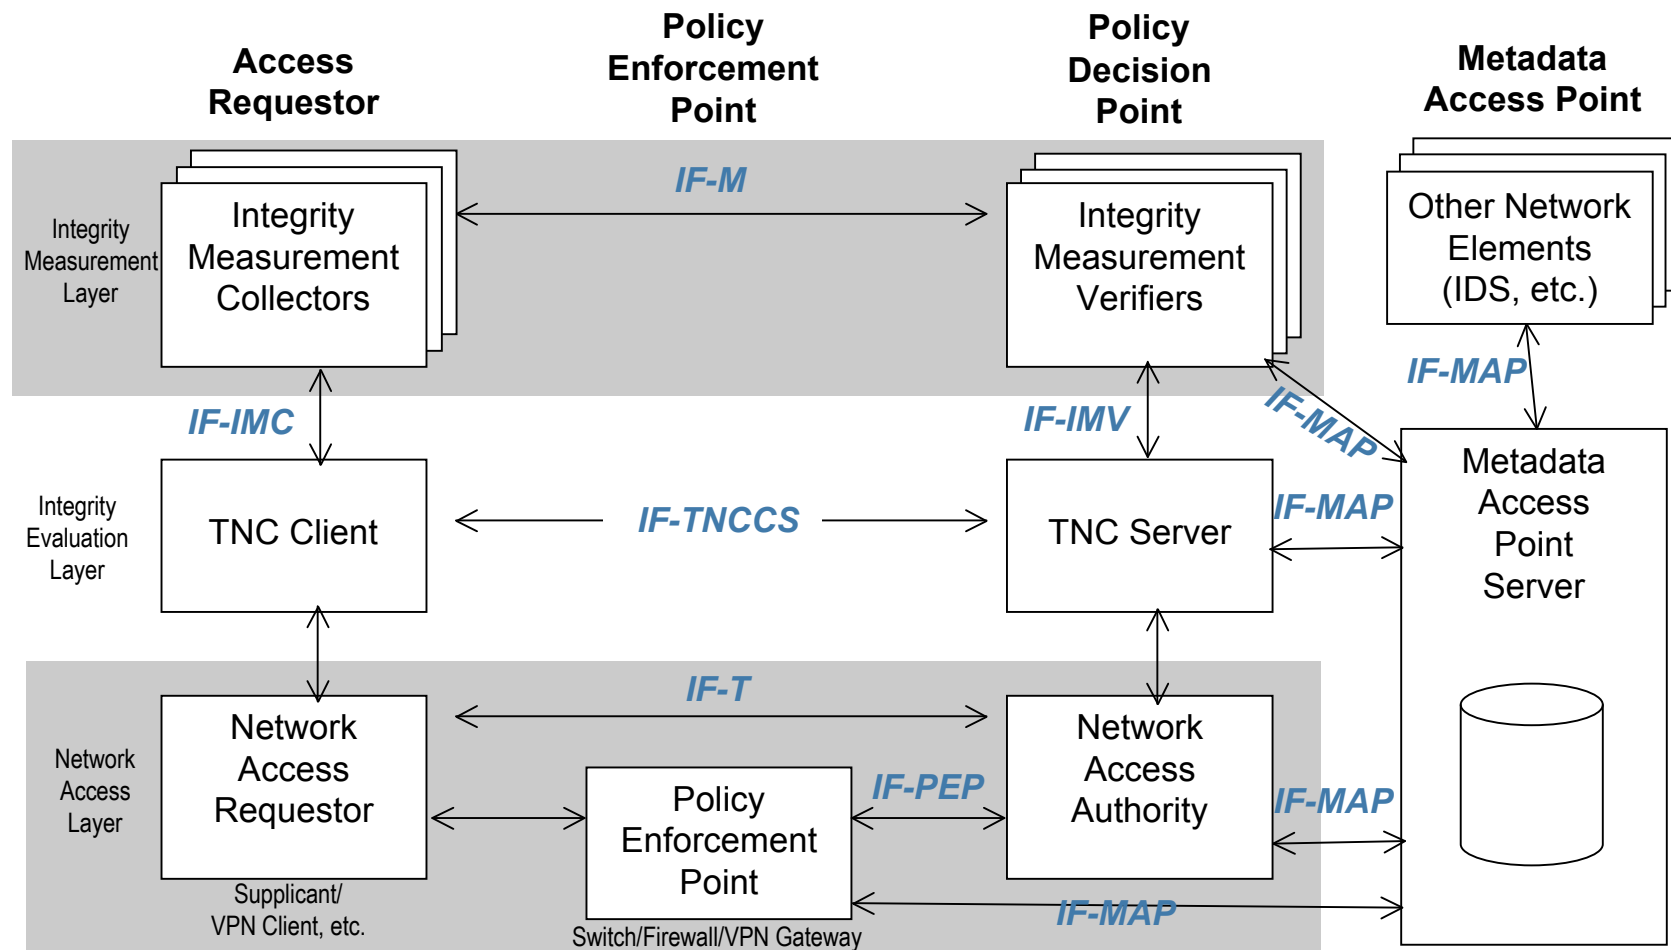 Access
Requestor
Policy
Enforcement
Point
Policy
Decision
Point
Metadata
Access Point
Integrity
Measurement
Layer
Integrity
Measurement
Collectors
IF-M
Integrity
Measurement
Verifiers
Other Network
Elements
(IDS, etc.)
IF-IMC
IF-IMV
IF-MAP
IF-MAP
Integrity
Evaluation
Layer
TNC Client
IF-TNCCS
TNC Server
IF-MAP
Metadata
Access
Point
Server
Network
Access
Layer
Network
Access
Requestor
IF-T
Policy
Enforcement
Point
IF-PEP
Network
Access
Authority
IF-MAP
IF-MAP
Supplicant/
VPN Client, etc.
Switch/Firewall/VPN Gateway